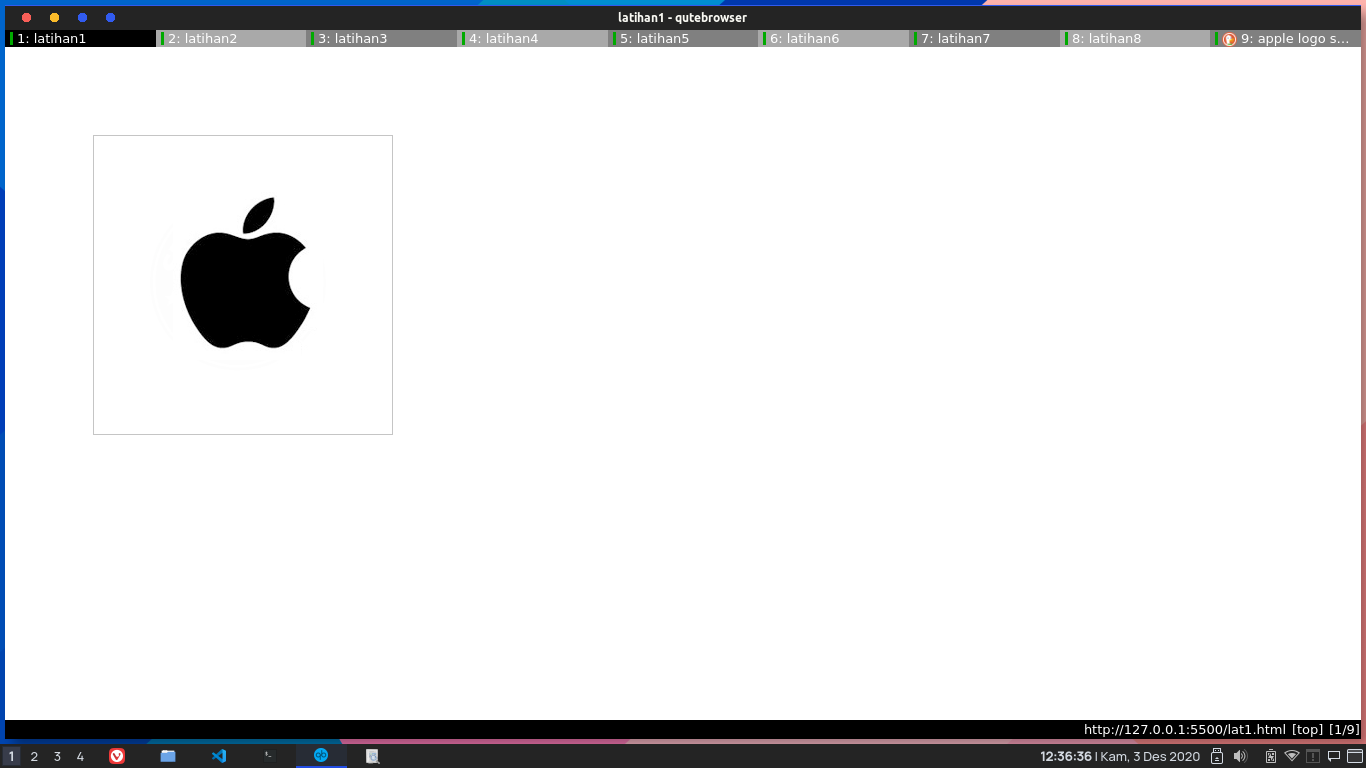 latihan1 - qutebrowser
1: latihan1 2: latihan2 3: latihan3 4: latihan4 5: latihan5 6: latihan6 7: latihan7 8: latihan8 9: apple logo s...
http://127.0.0.1:5500/lat1.html [top] [1/9]
1 2 3 4 12:36:36 | Kam, 3 Des 2020